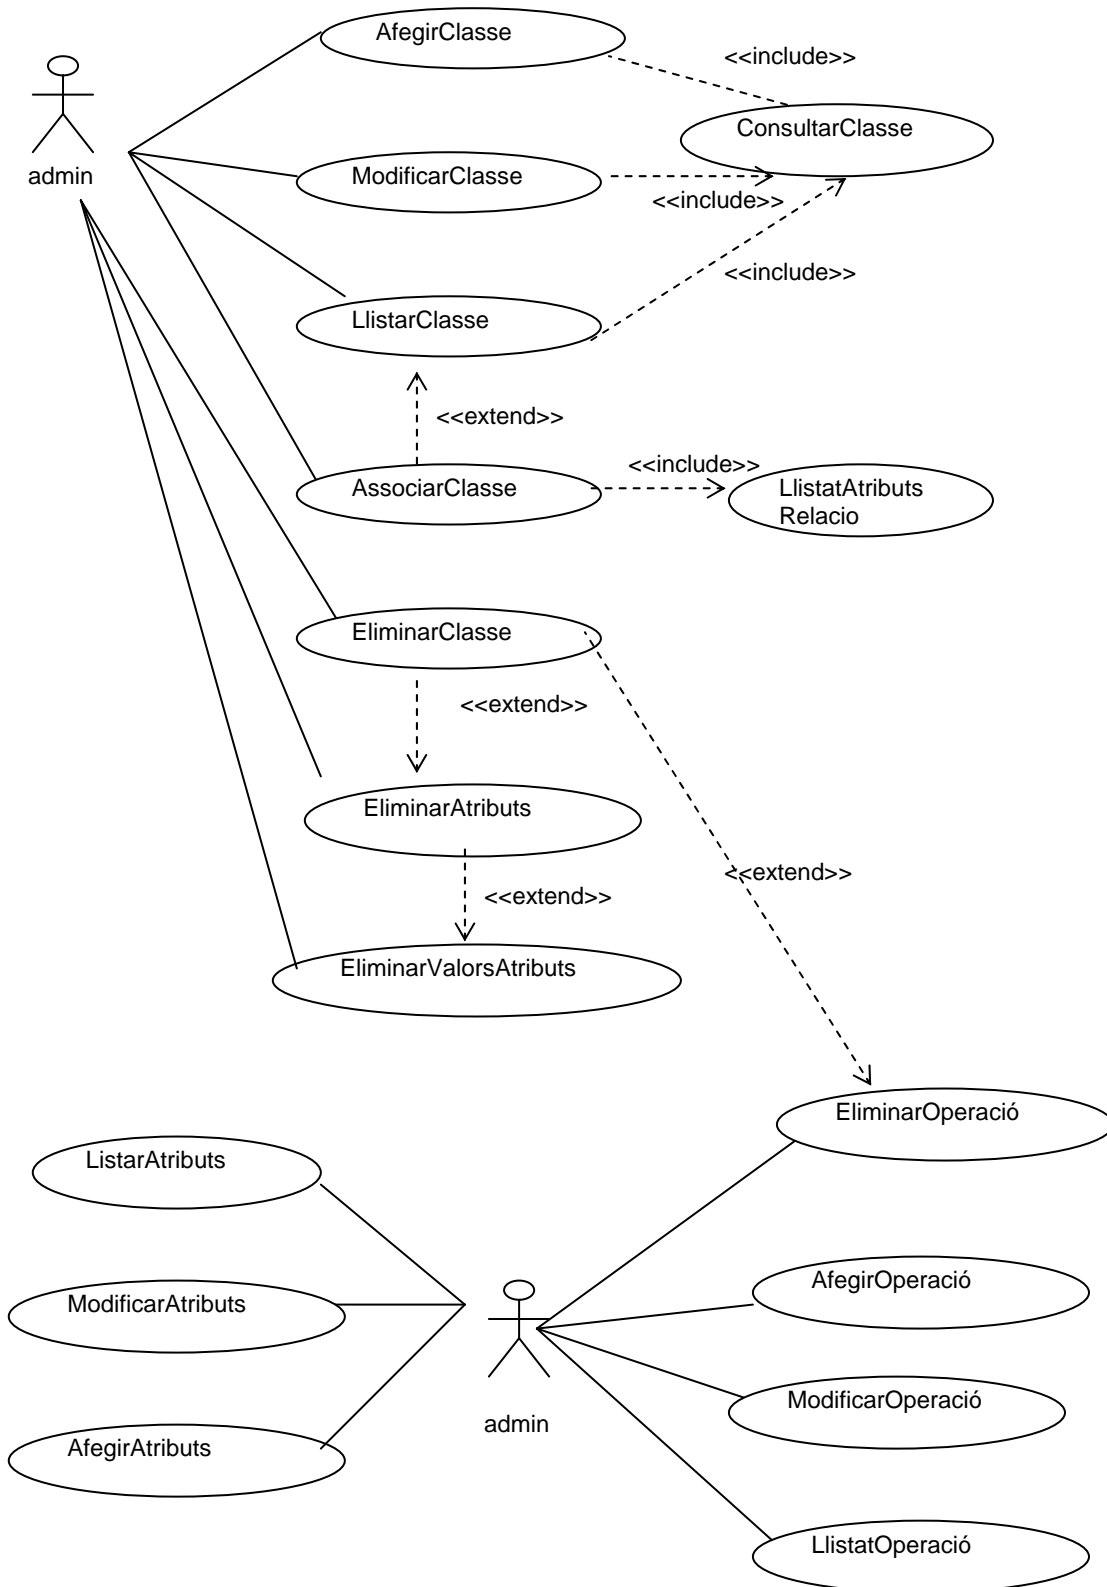 AfegirClasse
<<include>>
ConsultarClasse
admin
ModificarClasse
<<include>>
<<include>>
LlistarClasse
<<extend>>
<<include>>
AssociarClasse
LlistatAtributs
Relacio
EliminarClasse
<<extend>>
EliminarAtributs
<<extend>>
<<extend>>
EliminarValorsAtributs
EliminarOperació
ListarAtributs
AfegirOperació
ModificarAtributs
ModificarOperació
admin
AfegirAtributs
LlistatOperació